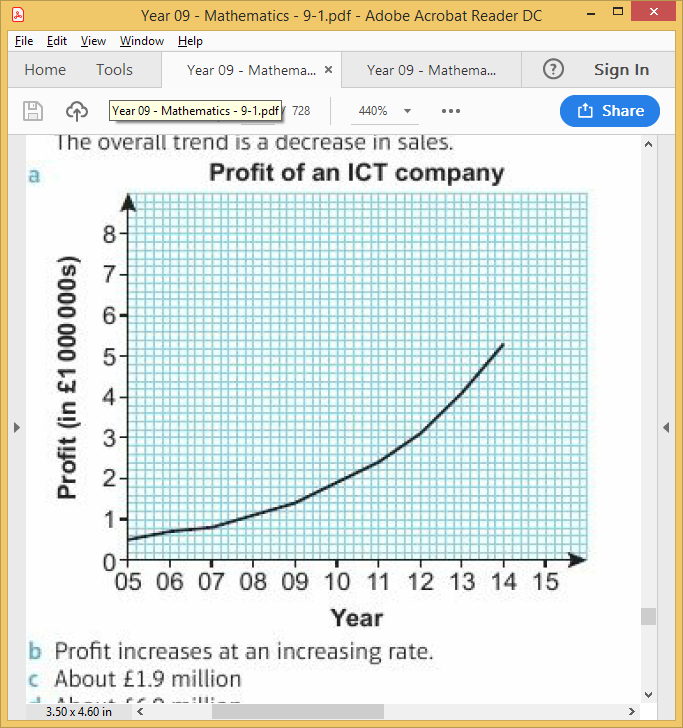 Year 09 - Mathematics - 9-1.pdf - Adobe Acrobat Reader DC
File Edit View Window Help
Home Tools Year 09 - Mathema... × Year 09 - Mathema... ? Sign In
Year 09 - Mathematics - 9-1.pdf / 728 440% ••• Share
The overall trend is a decrease in sales.
a Profit of an ICT company
Profit (in £1 000 000s)
8
7
6
5
4
3
2
1
0
05 06 07 08 09 10 11 12 13 14 15
Year
b Profit increases at an increasing rate.
c About £1.9 million
3.50 x 4.60 in